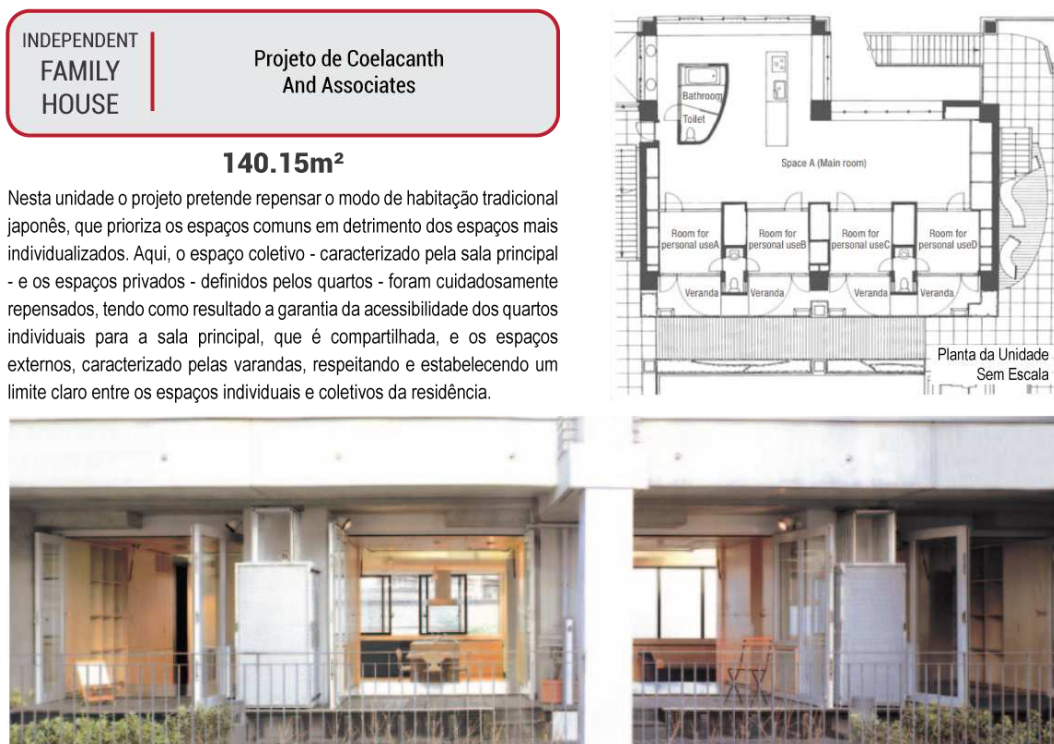 INDEPENDENT
FAMILY
HOUSE
Projeto de Coelacanth
And Associates
140.15m²
Nesta unidade o projeto pretende repensar o modo de habitação tradicional
japonês, que prioriza os espaços comuns em detrimento dos espaços mais
individualizados. Aqui, o espaço coletivo - caracterizado pela sala principal
- e os espaços privados - definidos pelos quartos - foram cuidadosamente
repensados, tendo como resultado a garantia da acessibilidade dos quartos
individuais para a sala principal, que é compartilhada, e os espaços
externos, caracterizado pelas varandas, respeitando e estabelecendo um
limite claro entre os espaços individuais e coletivos da residência.
Bathroom
Toilet
Space A (Main room)
Room for
personal useA
Room for
personal useB
Room for
personal useC
Room for
personal useD
Veranda
Veranda
Veranda
Veranda
Planta da Unidade
Sem Escala